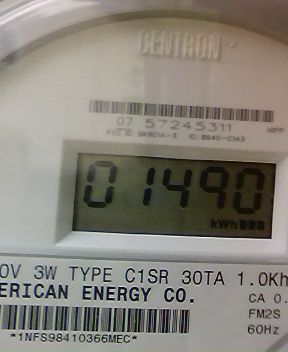 CENTRON®
07 57245311
NPP
01490
kWh
0V 3W TYPE C1SR 30TA 1.0Kh
ERICAN ENERGY CO.
CA 0.
FM2S
60Hz
*1NFS98410366MEC*